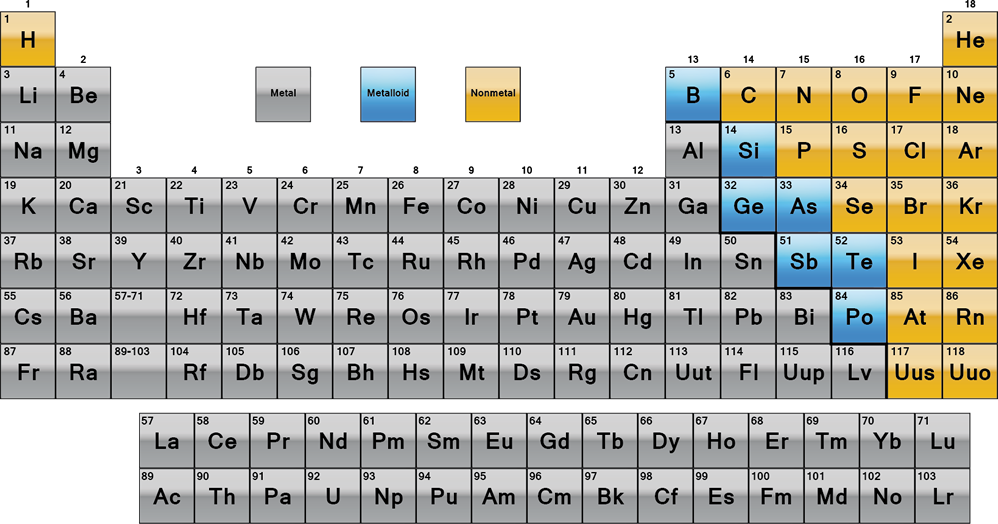 1 18
1 2
H He
2 13 14 15 16 17
3 4 5 6 7 8 9 10
Li Be Metal Metalloid Nonmetal B C N O F Ne
11 12 13 14 15 16 17 18
Na Mg Al Si P S Cl Ar
3 4 5 6 7 8 9 10 11 12
19 20 21 22 23 24 25 26 27 28 29 30 31 32 33 34 35 36
K Ca Sc Ti V Cr Mn Fe Co Ni Cu Zn Ga Ge As Se Br Kr
37 38 39 40 41 42 43 44 45 46 47 48 49 50 51 52 53 54
Rb Sr Y Zr Nb Mo Tc Ru Rh Pd Ag Cd In Sn Sb Te I Xe
55 56 57-71 72 73 74 75 76 77 78 79 80 81 82 83 84 85 86
Cs Ba Hf Ta W Re Os Ir Pt Au Hg Tl Pb Bi Po At Rn
87 88 89-103 104 105 106 107 108 109 110 111 112 113 114 115 116 117 118
Fr Ra Rf Db Sg Bh Hs Mt Ds Rg Cn Uut Fl Uup Lv Uus Uuo
57 58 59 60 61 62 63 64 65 66 67 68 69 70 71
La Ce Pr Nd Pm Sm Eu Gd Tb Dy Ho Er Tm Yb Lu
89 90 91 92 93 94 95 96 97 98 99 100 101 102 103
Ac Th Pa U Np Pu Am Cm Bk Cf Es Fm Md No Lr